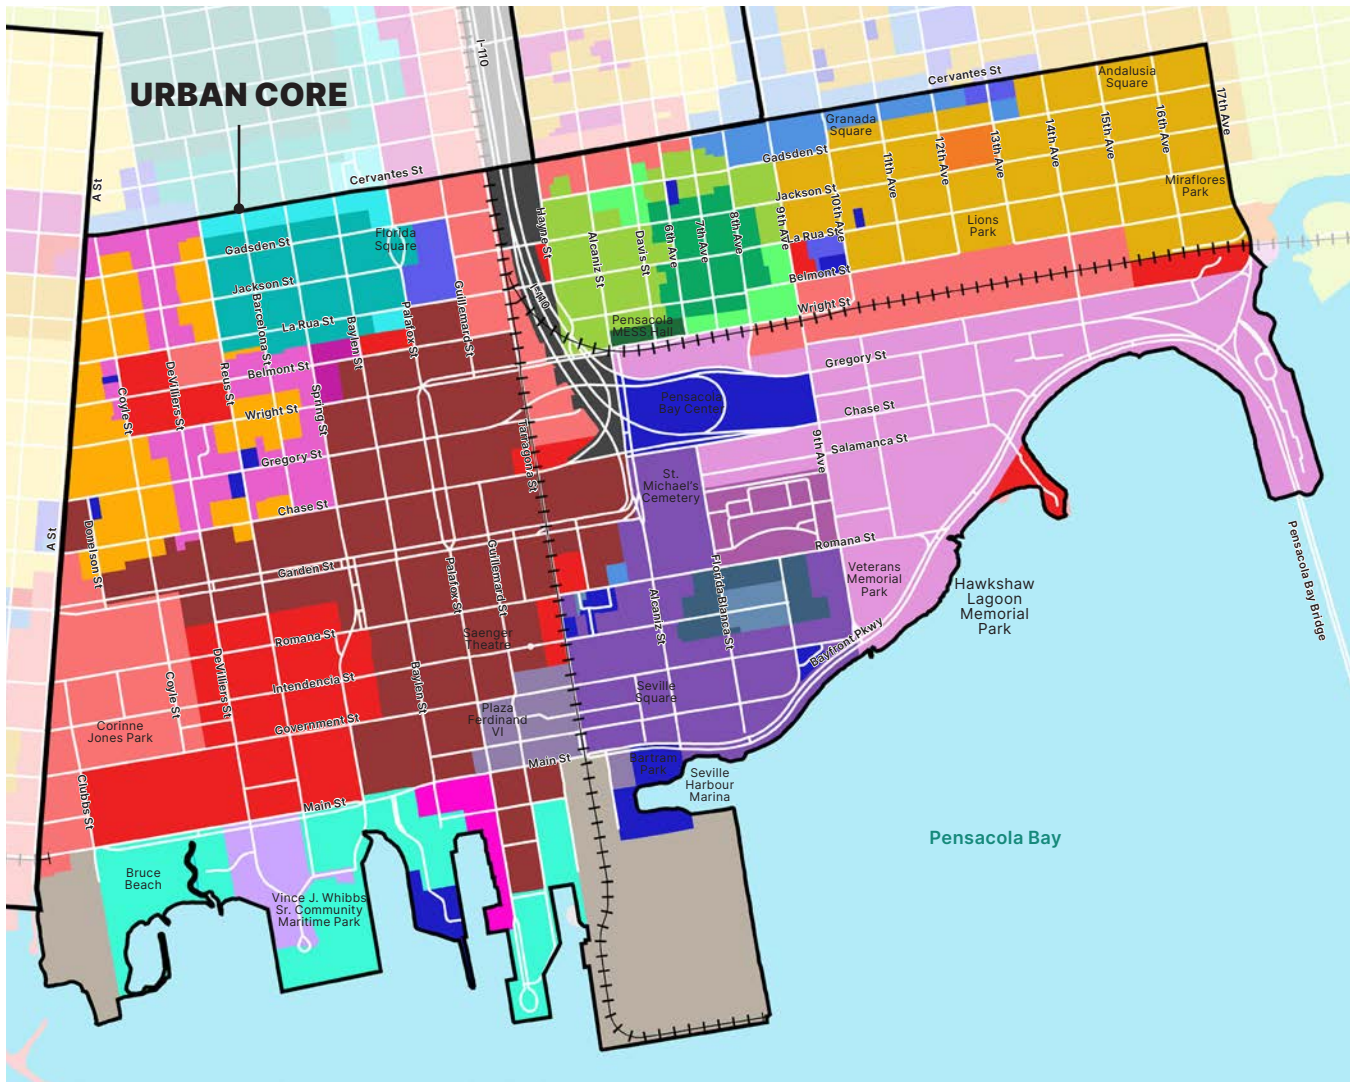 I-110
Cervantes St
Andalusia
Square
URBAN CORE
17th Ave
Granada
Square
16th Ave
15th Ave
14th Ave
13th Ave
12th Ave
11th Ave
Gadsden St
Cervantes St
A St
Miraflores
Park
Jackson St
10th Ave
9th Ave
8th Ave
7th Ave
6th Ave
Davis St
Alcaniz St
Hayne St
Lions
Park
Florida
Square
Gadsden St
La Rua St
Belmont St
Jackson St
I-110
Wright St
Guillemard St
Palafox St
Baylen St
Barcelona St
La Rua St
Pensacola
MESS Hall
Gregory St
Belmont St
Reus St
DeVilliers St
Coyle St
Spring St
Wright St
Pensacola
Bay Center
Chase St
Salamanca St
9th Ave
Tarragona St
Gregory St
St.
Michael's
Cemetery
Chase St
A St
Donelson St
Romana St
Garden St
Palafox St
Guillemard St
Alcaniz St
Florida Blanca St
Veterans
Memorial
Park
Hawkshaw
Lagoon
Memorial
Park
Pensacola Bay Bridge
Romana St
Saenger
Theatre
Bayfront Pkwy
DeVilliers St
Coyle St
Intendencia St
Baylen St
Seville
Square
Government St
Plaza
Ferdinand
VI
Corinne
Jones Park
Main St
Bartram
Park
Seville
Harbour
Marina
Clubbs St
Main St
Pensacola Bay
Bruce
Beach
Vince J. Whibbs
Sr. Community
Maritime Park